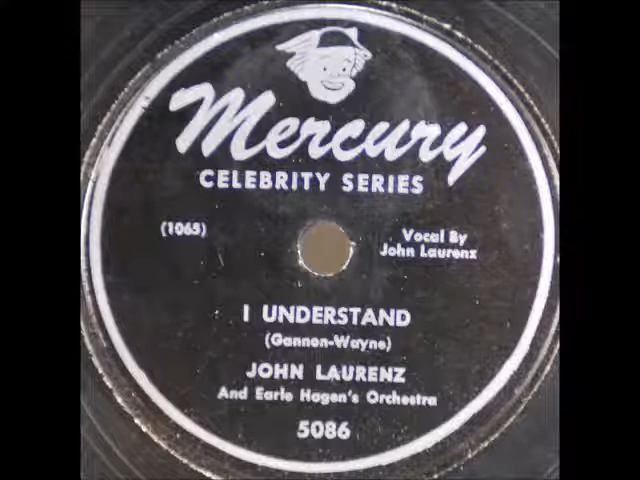 Mercury
CELEBRITY SERIES
(1065)
Vocal By
John Laurenz
I UNDERSTAND
(Gannon-Wayne)
JOHN LAURENZ
And Earle Hagen's Orchestra
5086